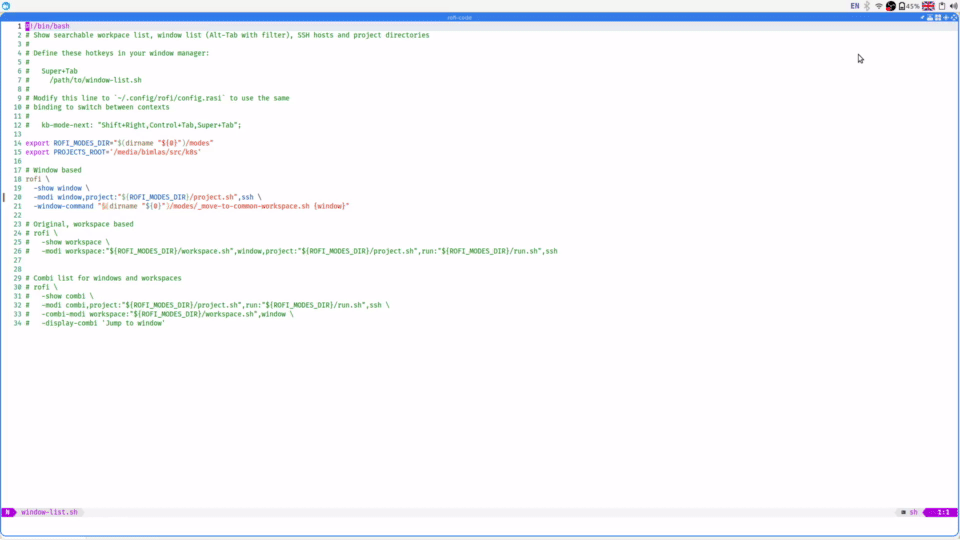 EN 45%
rofi-code
1 #!/bin/bash
2 # Show searchable workpace list, window list (Alt-Tab with filter), SSH hosts and project directories
3 #
4 # Define these hotkeys in your window manager:
5 #
6 #   Super+Tab
7 #     /path/to/window-list.sh
8 #
9 # Modify this line to `~/.config/rofi/config.rasi` to use the same
10 # binding to switch between contexts
11 #
12 #   kb-mode-next: "Shift+Right,Control+Tab,Super+Tab";
13
14 export ROFI_MODES_DIR="$(dirname "${0}")/modes"
15 export PROJECTS_ROOT='/media/bimlas/src/k8s'
16
17 # Window based
18 rofi \
19   -show window \
20   -modi window,project:"${ROFI_MODES_DIR}/project.sh",ssh \
21   -window-command "$(dirname "${0}")/modes/_move-to-common-workspace.sh {window}"
22
23 # Original, workspace based
24 # rofi \
25 #   -show workspace \
26 #   -modi workspace:"${ROFI_MODES_DIR}/workspace.sh",window,project:"${ROFI_MODES_DIR}/project.sh",run:"${ROFI_MODES_DIR}/run.sh",ssh
27
28
29 # Combi list for windows and workspaces
30 # rofi \
31 #   -show combi \
32 #   -modi combi,project:"${ROFI_MODES_DIR}/project.sh",run:"${ROFI_MODES_DIR}/run.sh",ssh \
33 #   -combi-modi workspace:"${ROFI_MODES_DIR}/workspace.sh",window \
34 #   -display-combi 'Jump to window'
N window-list.sh sh 1:1